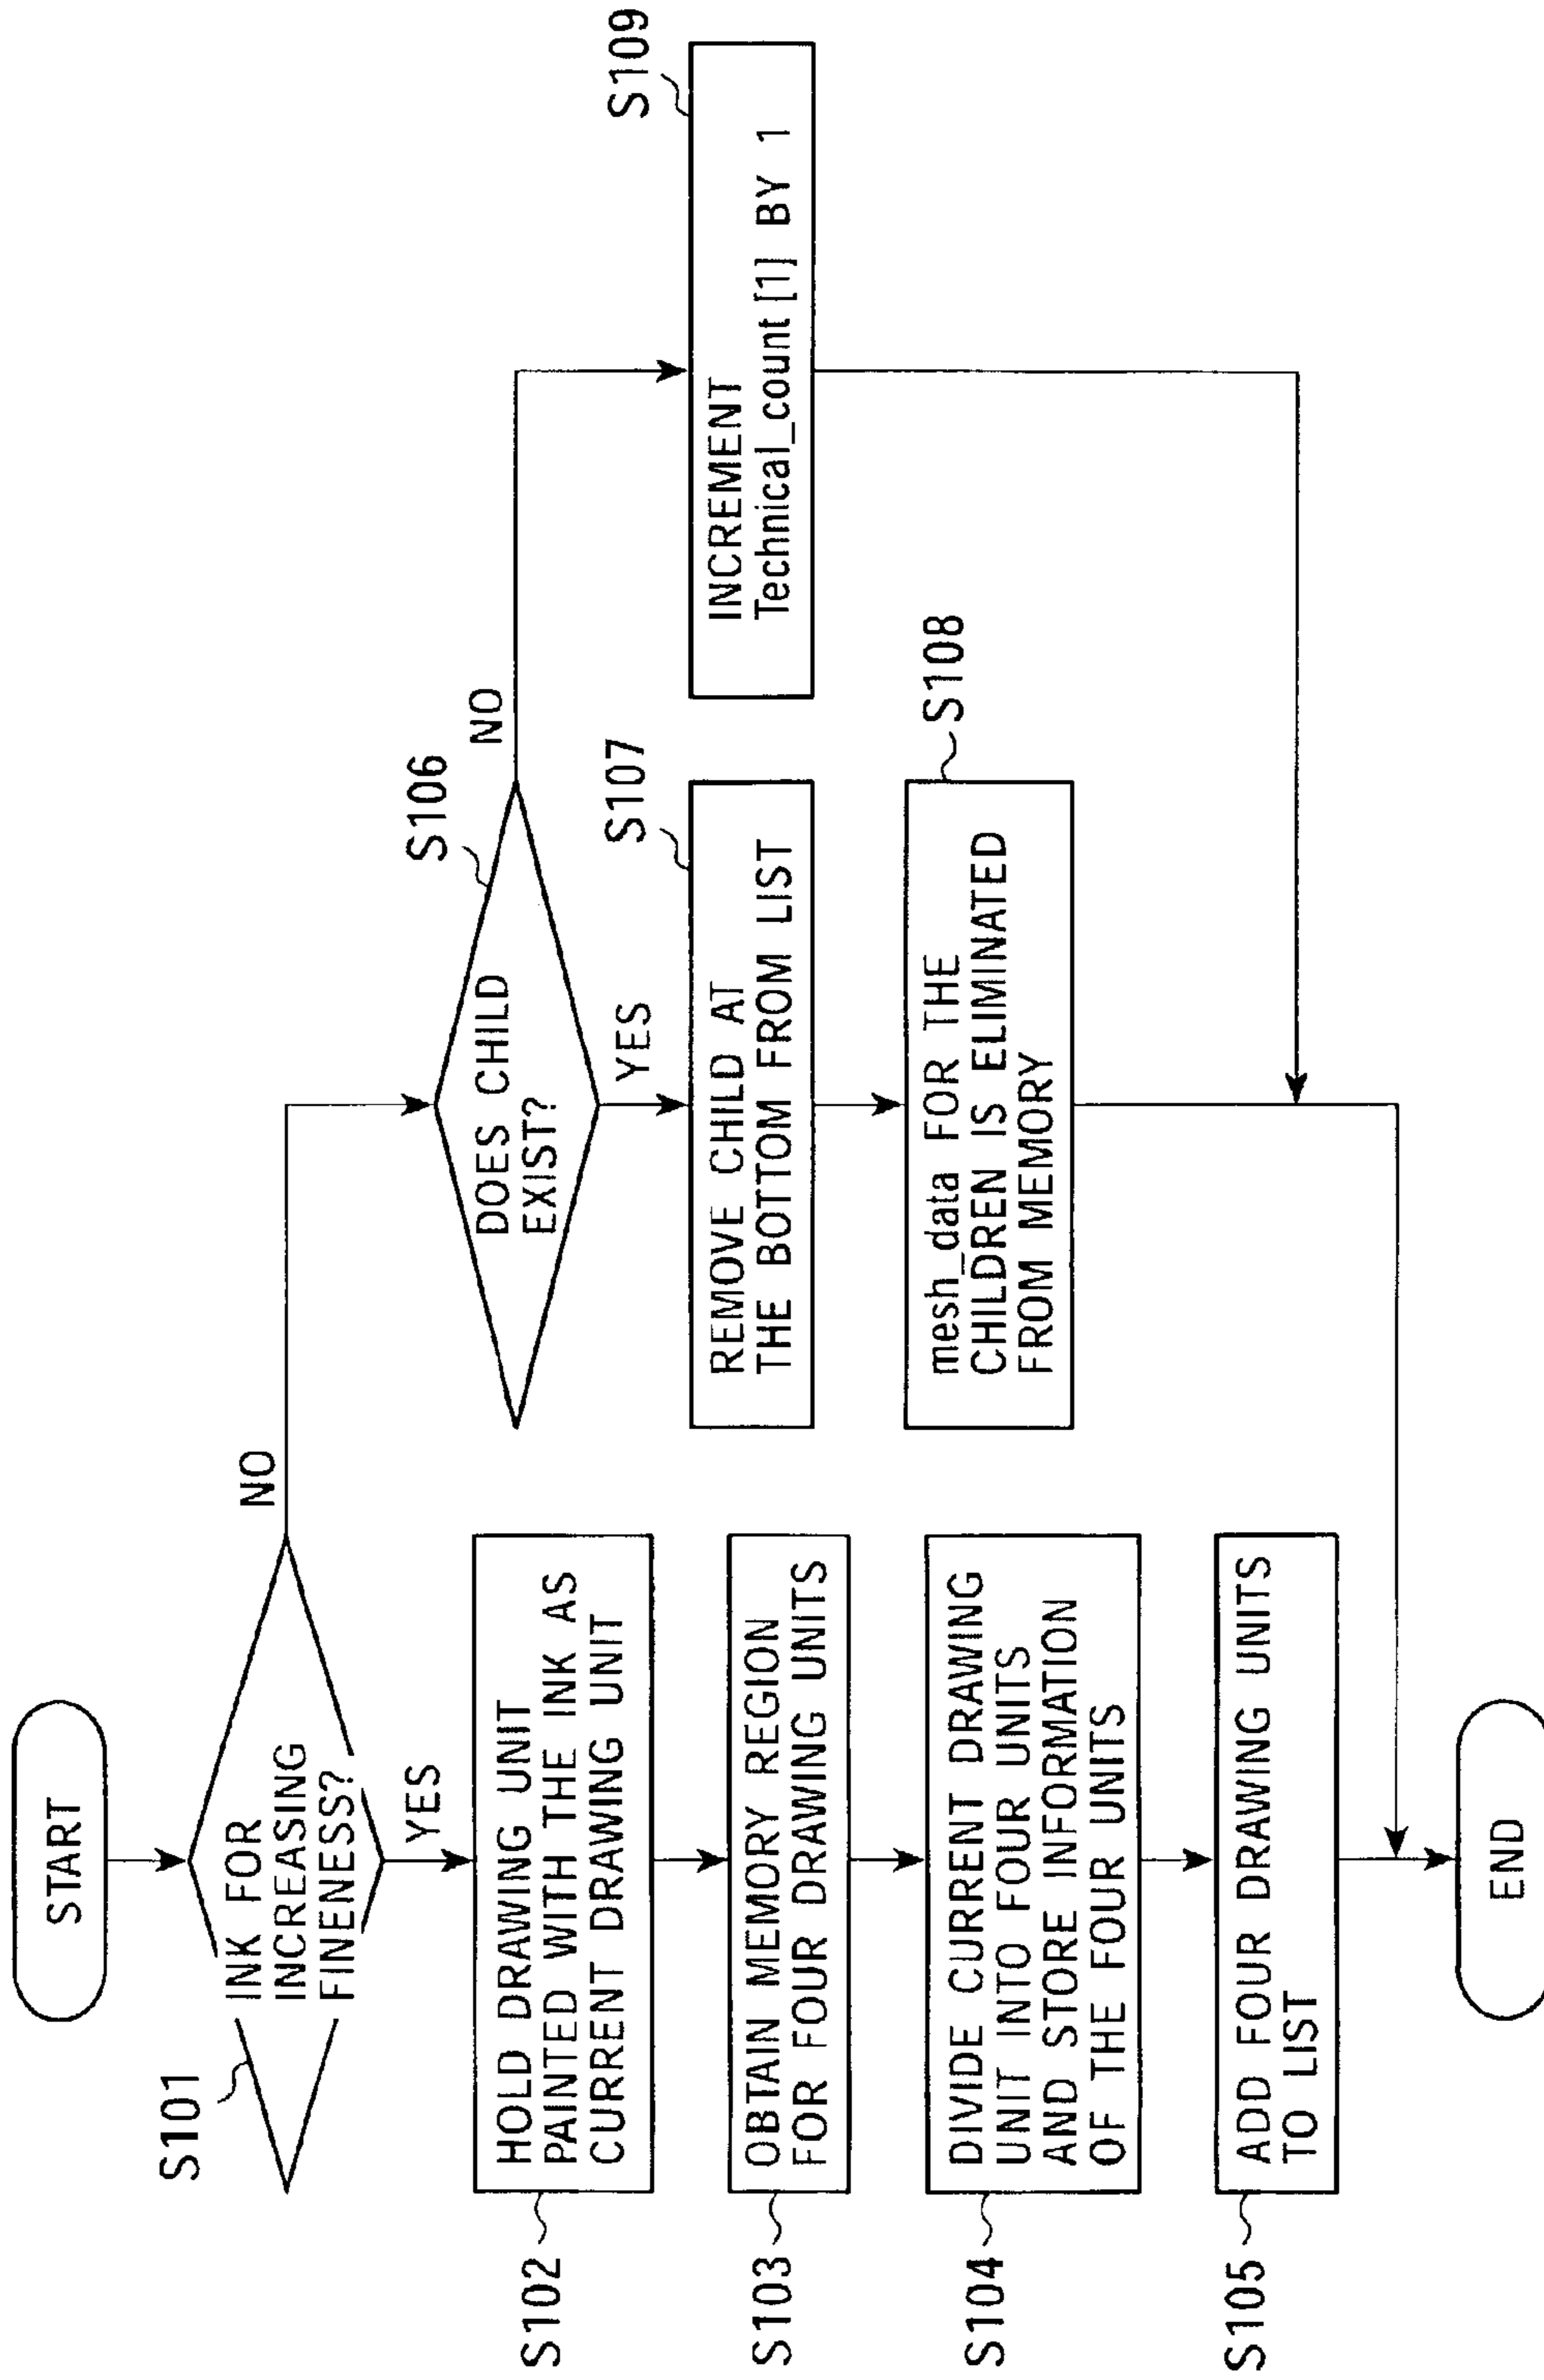 START
S101
INK FOR
INCREASING
FINENESS?
NO
YES
S102
HOLD DRAWING UNIT
PAINTED WITH THE INK AS
CURRENT DRAWING UNIT
S103
OBTAIN MEMORY REGION
FOR FOUR DRAWING UNITS
S104
DIVIDE CURRENT DRAWING
UNIT INTO FOUR UNITS
AND STORE INFORMATION
OF THE FOUR UNITS
S105
ADD FOUR DRAWING UNITS
TO LIST
S106
DOES CHILD
EXIST?
NO
YES
S107
REMOVE CHILD AT
THE BOTTOM FROM LIST
S108
mesh_data FOR THE
CHILDREN IS ELIMINATED
FROM MEMORY
S109
INCREMENT
Technical_count [1] BY 1
END